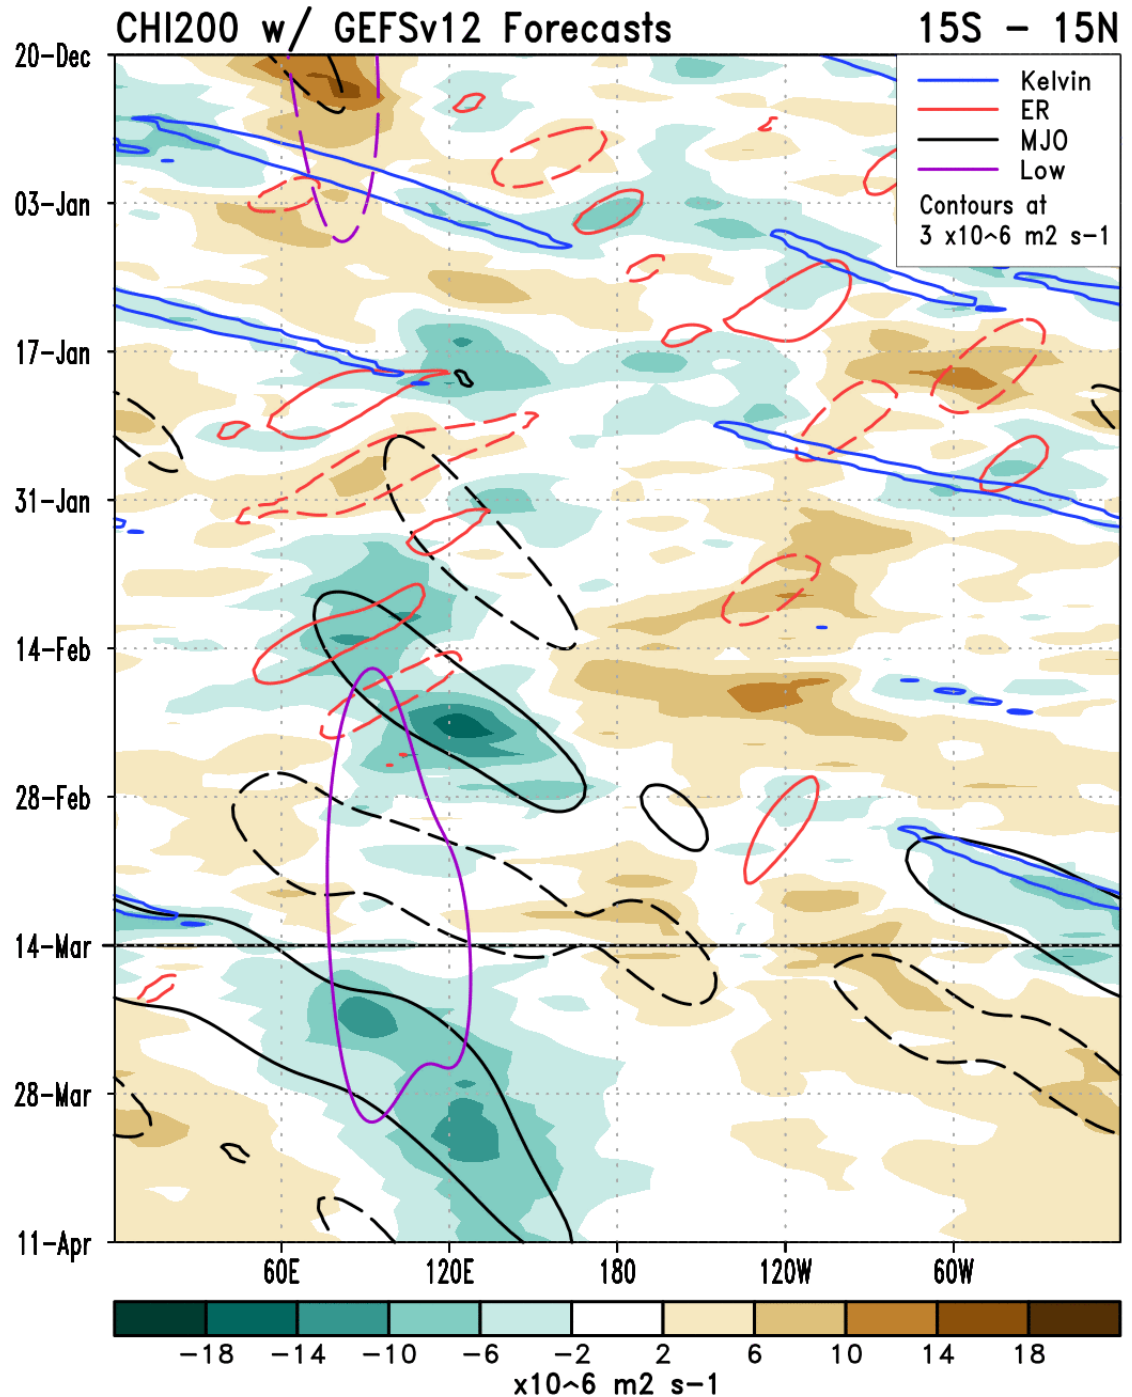 CHI200 w/ GEFSv12 Forecasts 15S - 15N
20-Dec
Kelvin
ER
MJO
Low
Contours at
3 x10^6 m2 s-1
03-Jan
17-Jan
31-Jan
14-Feb
28-Feb
14-Mar
28-Mar
11-Apr
60E 120E 180 120W 60W
-18 -14 -10 -6 -2 2 6 10 14 18
x10^6 m2 s-1